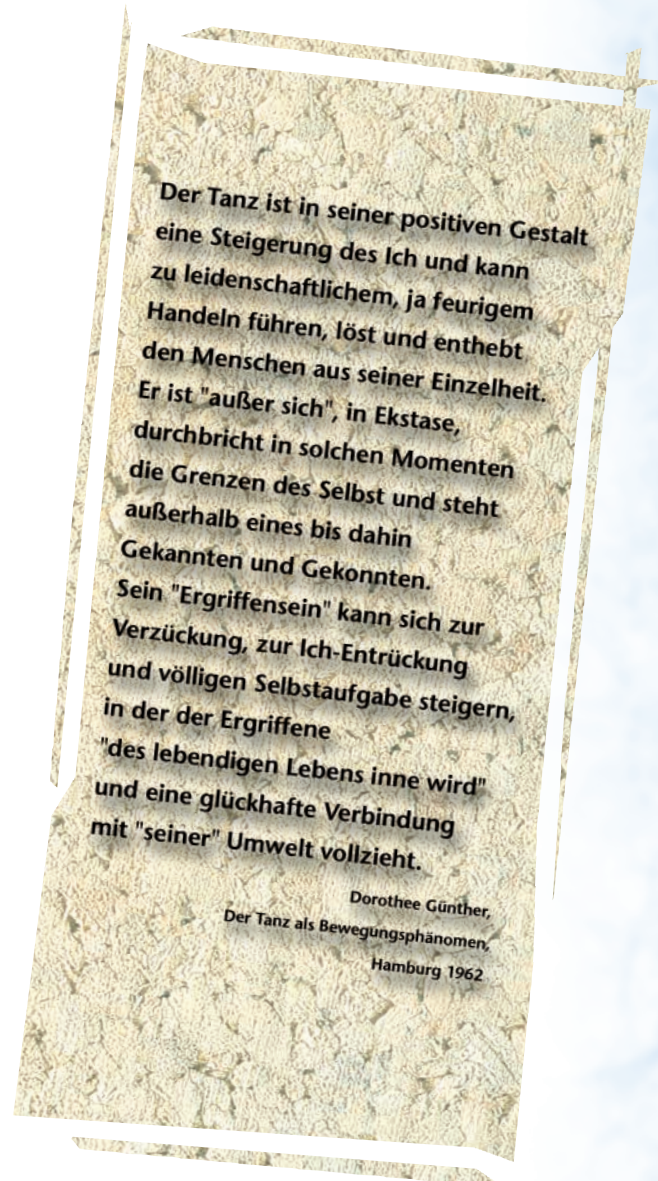 Der Tanz ist in seiner positiven Gestalt
eine Steigerung des Ich und kann
zu leidenschaftlichem, ja feurigem
Handeln führen, löst und enthebt
den Menschen aus seiner Einzelheit.
Er ist "außer sich", in Ekstase,
durchbricht in solchen Momenten
die Grenzen des Selbst und steht
außerhalb eines bis dahin
Gekannten und Gekonnten.
Sein "Ergriffensein" kann sich zur
Verzückung, zur Ich-Entrückung
und völligen Selbstaufgabe steigern,
in der der Ergriffene
"des lebendigen Lebens inne wird"
und eine glückhafte Verbindung
mit "seiner" Umwelt vollzieht.
Dorothee Günther,
Der Tanz als Bewegungsphänomen,
Hamburg 1962